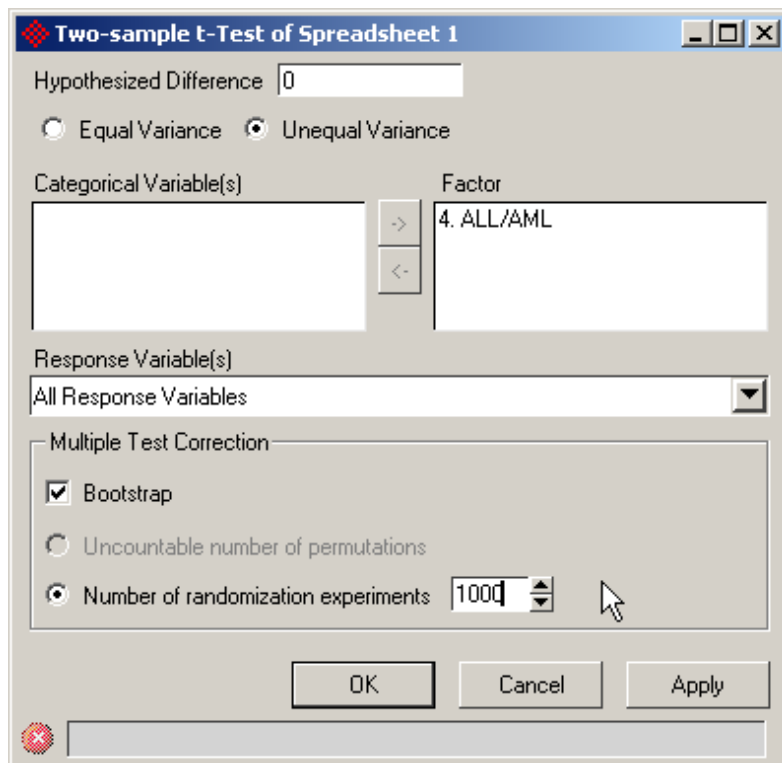 Two-sample t-Test of Spreadsheet 1
Hypothesized Difference 0
Equal Variance Unequal Variance
Categorical Variable(s) Factor
-> 4. ALL/AML
<-
Response Variable(s)
All Response Variables
Multiple Test Correction
Bootstrap
Uncountable number of permutations
Number of randomization experiments 1000
OK Cancel Apply